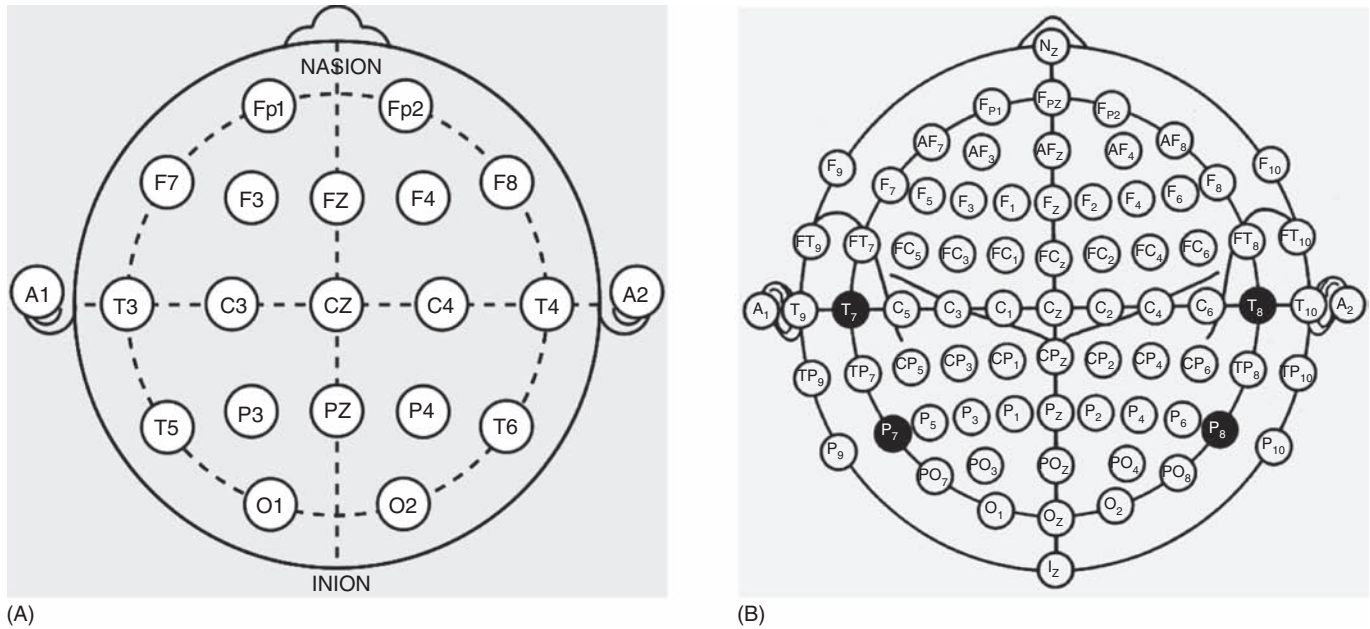 NASION
Fp1 Fp2
F7 F3 FZ F4 F8
A1 T3 C3 CZ C4 T4 A2
T5 P3 PZ P4 T6
O1 O2
INION
(A)
NZ
FP1 FPZ FP2
AF7 AF3 AFZ AF4 AF8
F9 F7 F5 F3 F1 FZ F2 F4 F6 F8 F10
FT9 FT7 FC5 FC3 FC1 FCZ FC2 FC4 FC6 FT8 FT10
A1 T9 T7 C5 C3 C1 CZ C2 C4 C6 T8 T10 A2
TP9 TP7 CP5 CP3 CP1 CPZ CP2 CP4 CP6 TP8 TP10
P9 P7 P5 P3 P1 PZ P2 P4 P6 P8 P10
PO7 PO3 POZ PO4 PO8
O1 OZ O2
IZ
(B)